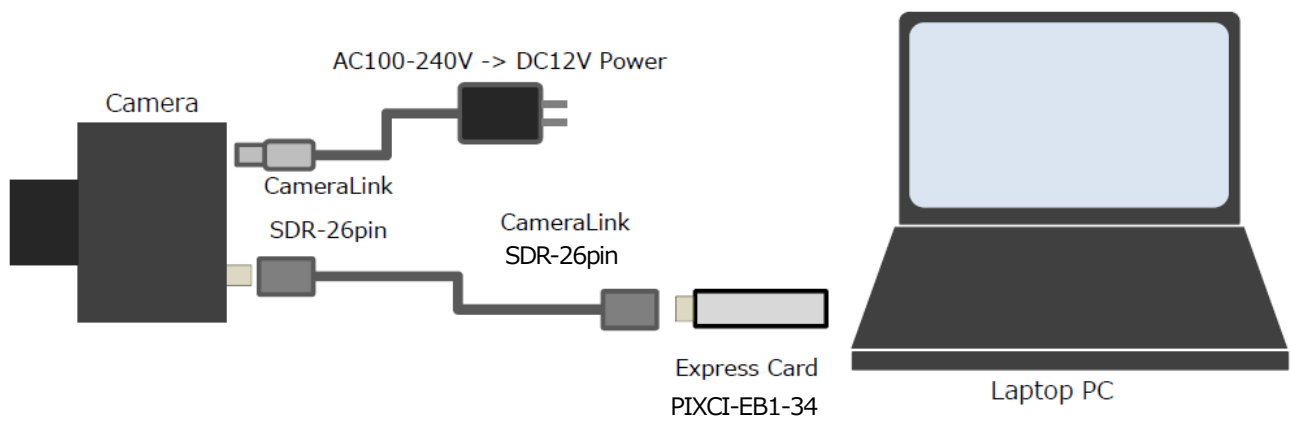 AC100-240V -> DC12V Power
Camera
CameraLink
SDR-26pin
CameraLink
SDR-26pin
Express Card
PIXCI-EB1-34
Laptop PC